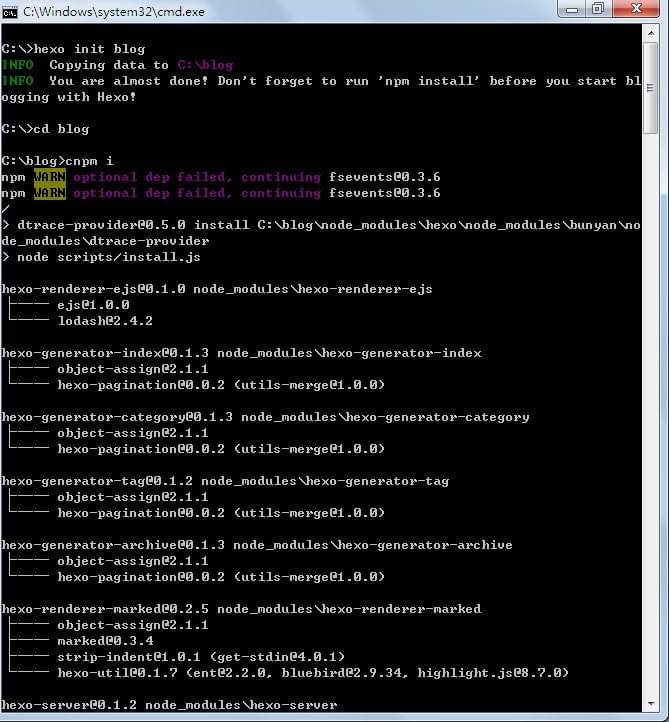 C:\Windows\system32\cmd.exe
C:\>hexo init blog
INFO  Copying data to C:\blog
INFO  You are almost done! Don't forget to run 'npm install' before you start bl
ogging with Hexo!
C:\>cd blog
C:\blog>cnpm i
npm WARN optional dep failed, continuing fsevents@0.3.6
npm WARN optional dep failed, continuing fsevents@0.3.6
/
> dtrace-provider@0.5.0 install C:\blog\node_modules\hexo\node_modules\bunyan\no
de_modules\dtrace-provider
> node scripts/install.js
hexo-renderer-ejs@0.1.0 node_modules\hexo-renderer-ejs
├──── ejs@1.0.0
└──── lodash@2.4.2
hexo-generator-index@0.1.3 node_modules\hexo-generator-index
├──── object-assign@2.1.1
└──── hexo-pagination@0.0.2 (utils-merge@1.0.0)
hexo-generator-category@0.1.3 node_modules\hexo-generator-category
├──── object-assign@2.1.1
└──── hexo-pagination@0.0.2 (utils-merge@1.0.0)
hexo-generator-tag@0.1.2 node_modules\hexo-generator-tag
├──── object-assign@2.1.1
└──── hexo-pagination@0.0.2 (utils-merge@1.0.0)
hexo-generator-archive@0.1.3 node_modules\hexo-generator-archive
├──── object-assign@2.1.1
└──── hexo-pagination@0.0.2 (utils-merge@1.0.0)
hexo-renderer-marked@0.2.5 node_modules\hexo-renderer-marked
├──── object-assign@2.1.1
├──── marked@0.3.4
├──── strip-indent@1.0.1 (get-stdin@4.0.1)
└──── hexo-util@0.1.7 (ent@2.2.0, bluebird@2.9.34, highlight.js@8.7.0)
hexo-server@0.1.2 node_modules\hexo-server